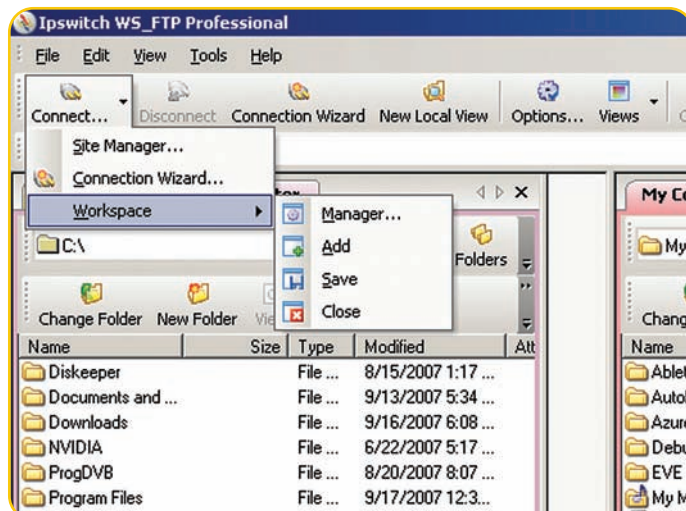 Ipswitch WS_FTP Professional
File Edit View Tools Help
Connect... Disconnect Connection Wizard New Local View Options... Views
Site Manager...
Connection Wizard...
Workspace
Manager...
Add
Save
Close
C:\
Folders
Change Folder New Folder
Name Size Type Modified
Diskeeper File ... 8/15/2007 1:17 ...
Documents and ... File ... 9/13/2007 5:34 ...
Downloads File ... 9/16/2007 6:08 ...
NVIDIA File ... 6/22/2007 5:17 ...
ProgDVB File ... 8/20/2007 8:07 ...
Program Files File ... 9/17/2007 12:3...
My
My
Name
EVE
My